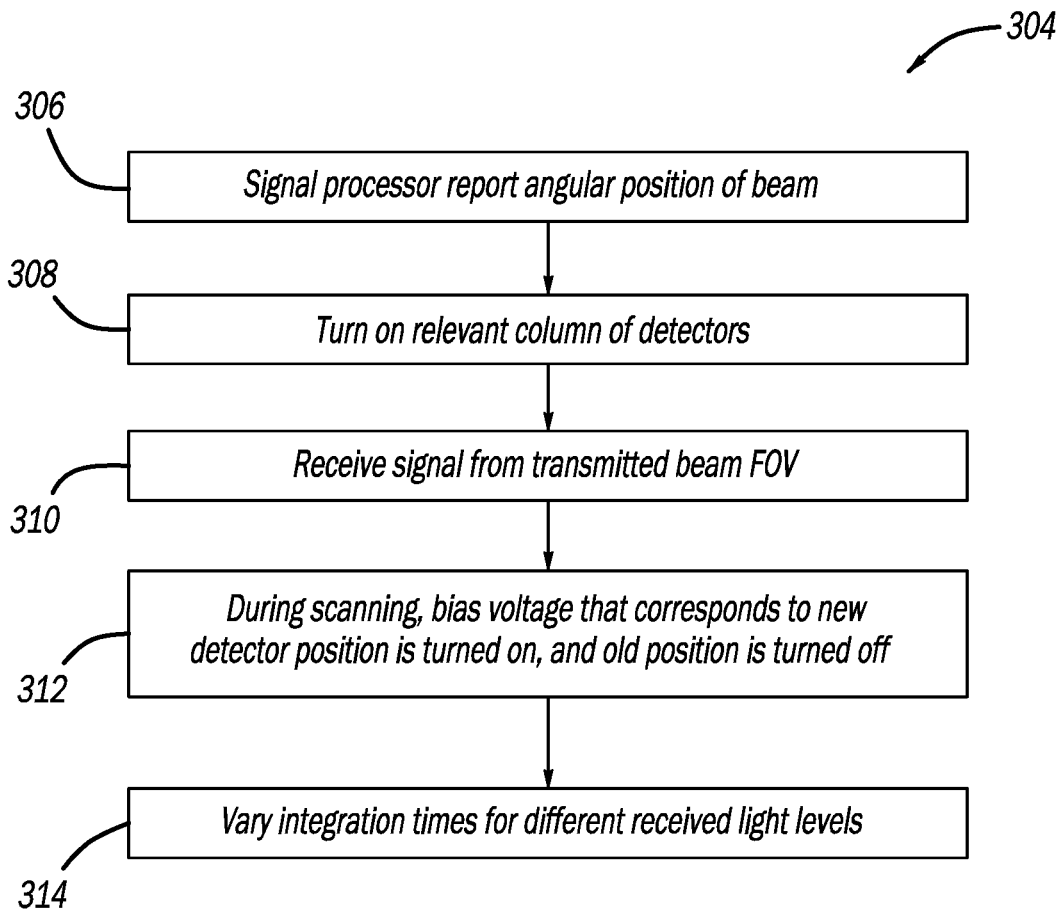 304
306
Signal processor report angular position of beam
308
Turn on relevant column of detectors
Receive signal from transmitted beam FOV
310
During scanning, bias voltage that corresponds to new
detector position is turned on, and old position is turned off
312
Vary integration times for different received light levels
314